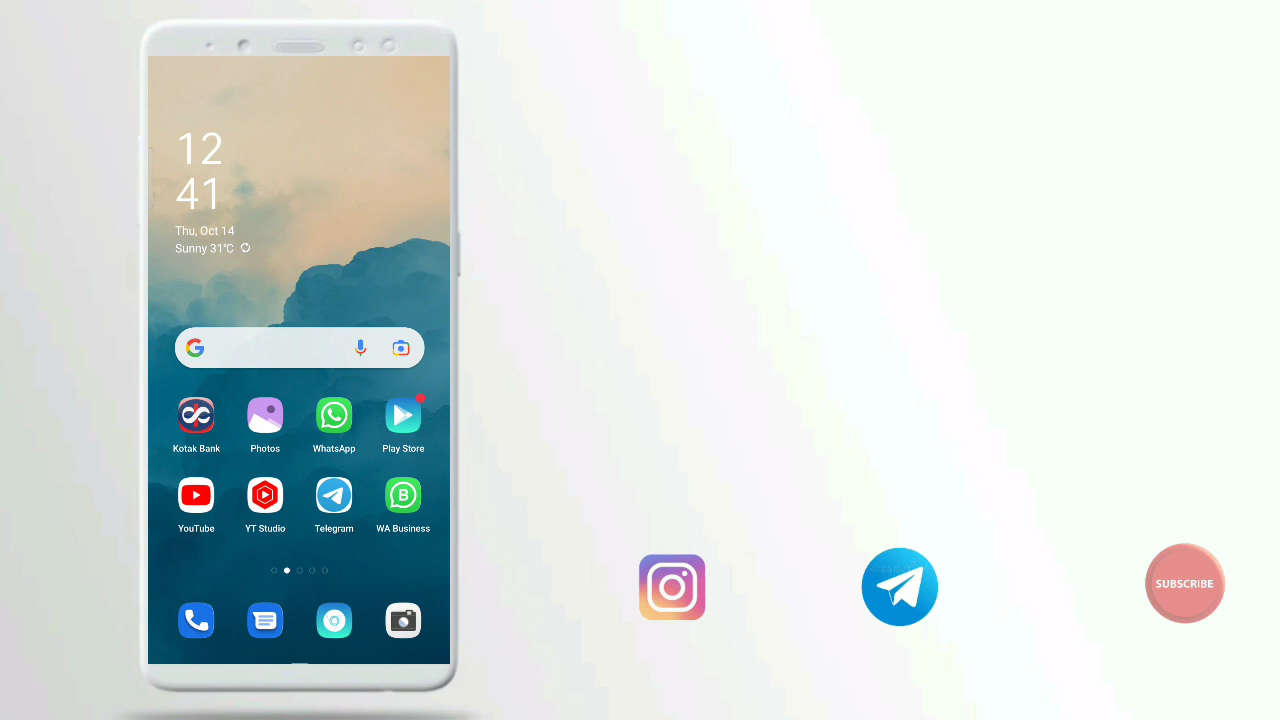 12
41
Thu, Oct 14
Sunny 31°C
Kotak Bank
Photos
WhatsApp
Play Store
YouTube
YT Studio
Telegram
WA Business
SUBSCRIBE